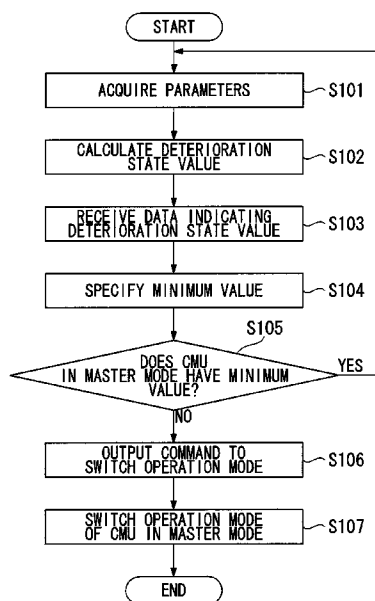 START
ACQUIRE PARAMETERS
S101
CALCULATE DETERIORATION
STATE VALUE
S102
RECEIVE DATA INDICATING
DETERIORATION STATE VALUE
S103
SPECIFY MINIMUM VALUE
S104
S105
DOES CMU
IN MASTER MODE HAVE MINIMUM
VALUE?
YES
NO
OUTPUT COMMAND TO
SWITCH OPERATION MODE
S106
SWITCH OPERATION MODE
OF CMU IN MASTER MODE
S107
END